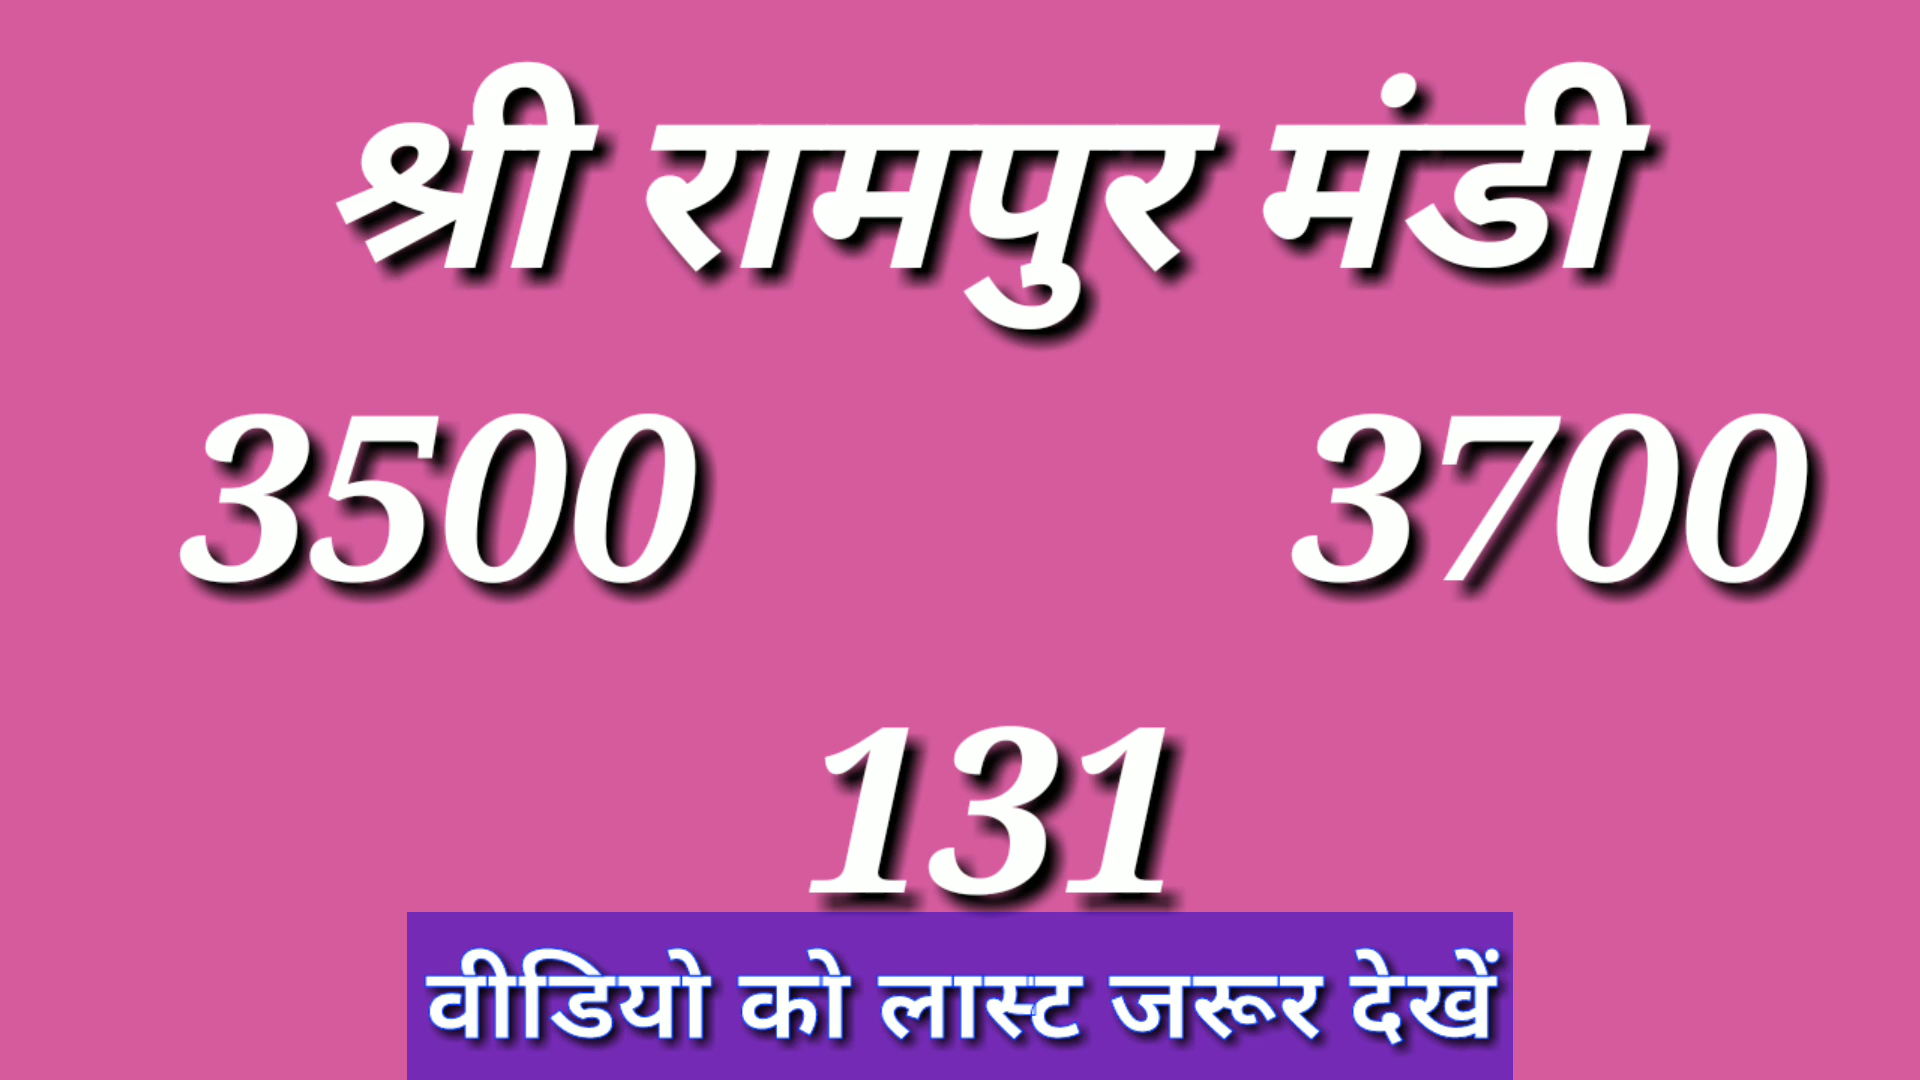 श्री रामपुर मंडी
3500 3700
131
वीडियो को लास्ट जरूर देखें